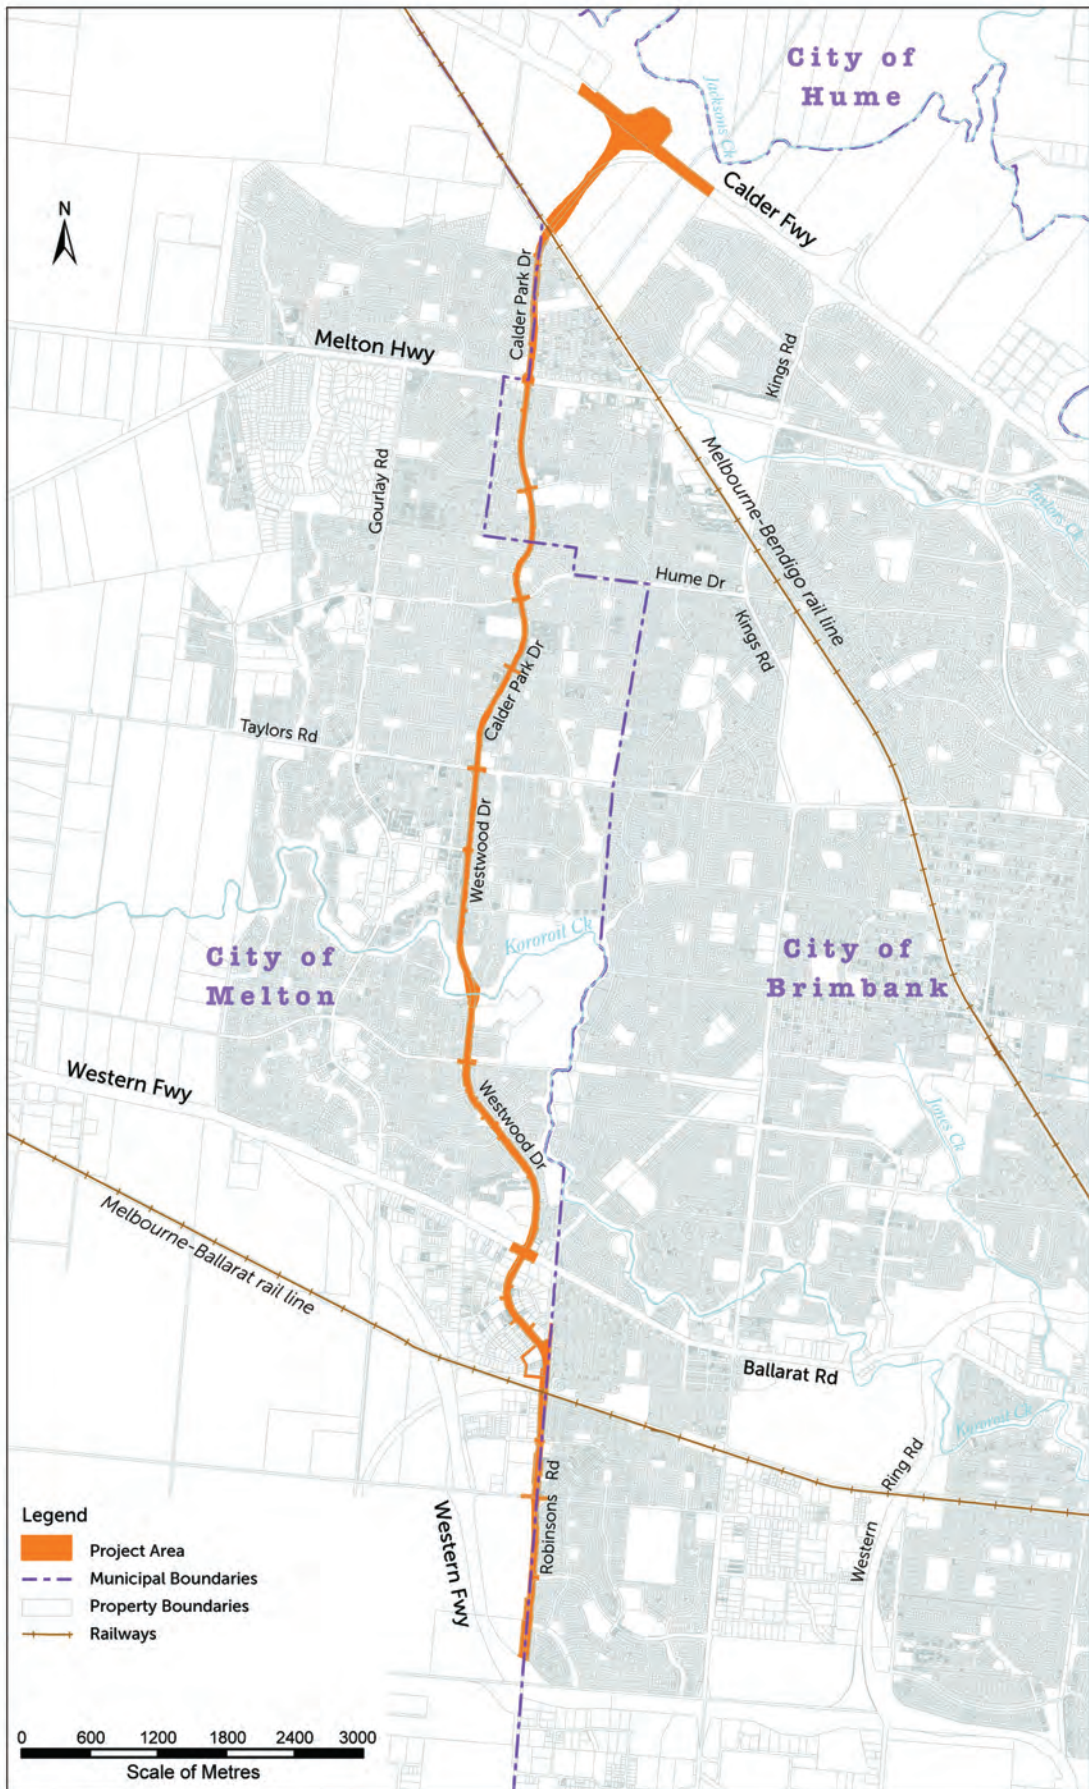 City of
Hume
Jacksons Ck
Calder Fwy
N
Calder Park Dr
Melton Hwy
Kings Rd
Gourlay Rd
Melbourne-Bendigo rail line
Taylors Ck
Hume Dr
Kings Rd
Calder Park Dr
Taylors Rd
Westwood Dr
Kororoit Ck
City of
Melton
City of
Brimbank
Western Fwy
Westwood Dr
Jones Ck
Melbourne-Ballarat rail line
Ballarat Rd
Kororoit Ck
Ring Rd
Western
Robinsons Rd
Western Fwy
Legend
Project Area
Municipal Boundaries
Property Boundaries
Railways
0 600 1200 1800 2400 3000
Scale of Metres